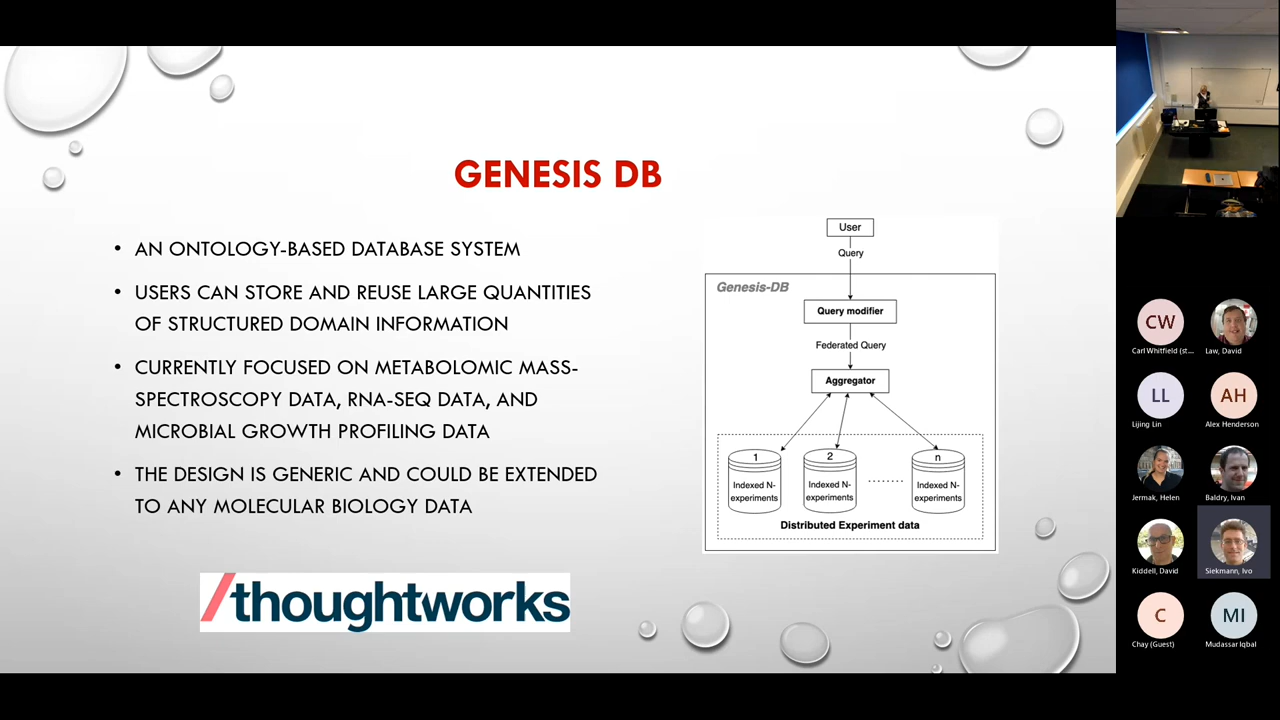 GENESIS DB
• AN ONTOLOGY-BASED DATABASE SYSTEM
• USERS CAN STORE AND REUSE LARGE QUANTITIES
OF STRUCTURED DOMAIN INFORMATION
• CURRENTLY FOCUSED ON METABOLOMIC MASS-
SPECTROSCOPY DATA, RNA-SEQ DATA, AND
MICROBIAL GROWTH PROFILING DATA
• THE DESIGN IS GENERIC AND COULD BE EXTENDED
TO ANY MOLECULAR BIOLOGY DATA
/thoughtworks
User
Query
Genesis-DB
Query modifier
Federated Query
Aggregator
1
2
n
Indexed N-
experiments
Indexed N-
experiments
........
Indexed N-
experiments
Distributed Experiment data
CW
Carl Whitfield (st...
Law, David
LL
Lijing Lin
AH
Alex Henderson
Jermak, Helen
Baldry, Ivan
Kiddell, David
Siekmann, Ivo
C
Chay (Guest)
MI
Mudassar Iqbal